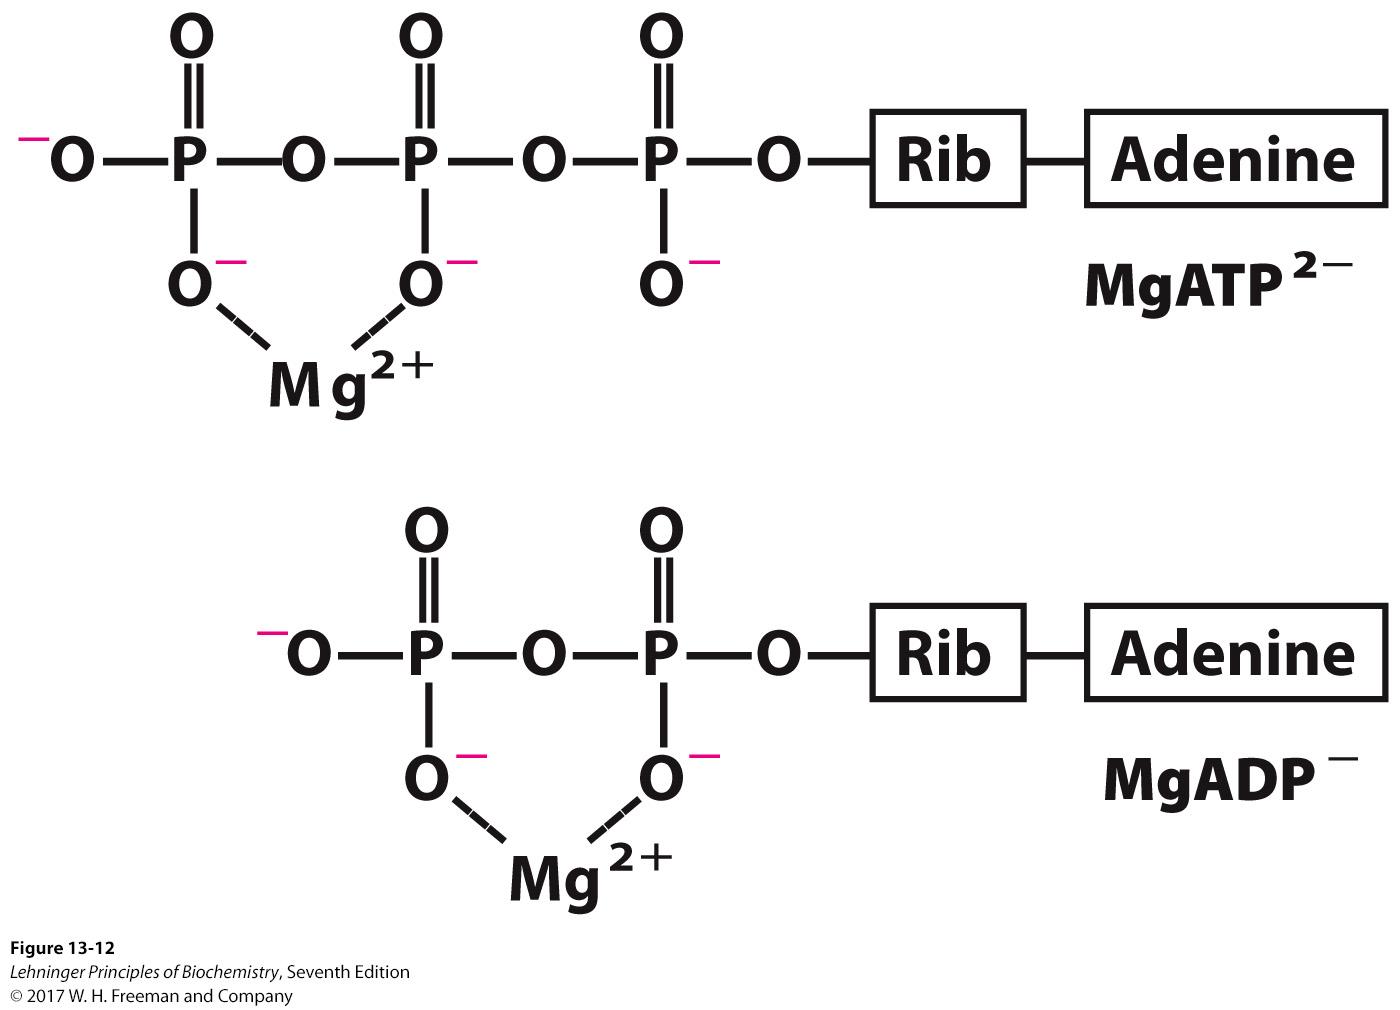 O O O
−O P O P O P O Rib Adenine
O− O− O− MgATP2−
Mg2+
O O
−O P O P O Rib Adenine
O− O− MgADP−
Mg2+
Figure 13-12
Lehninger Principles of Biochemistry, Seventh Edition
© 2017 W. H. Freeman and Company